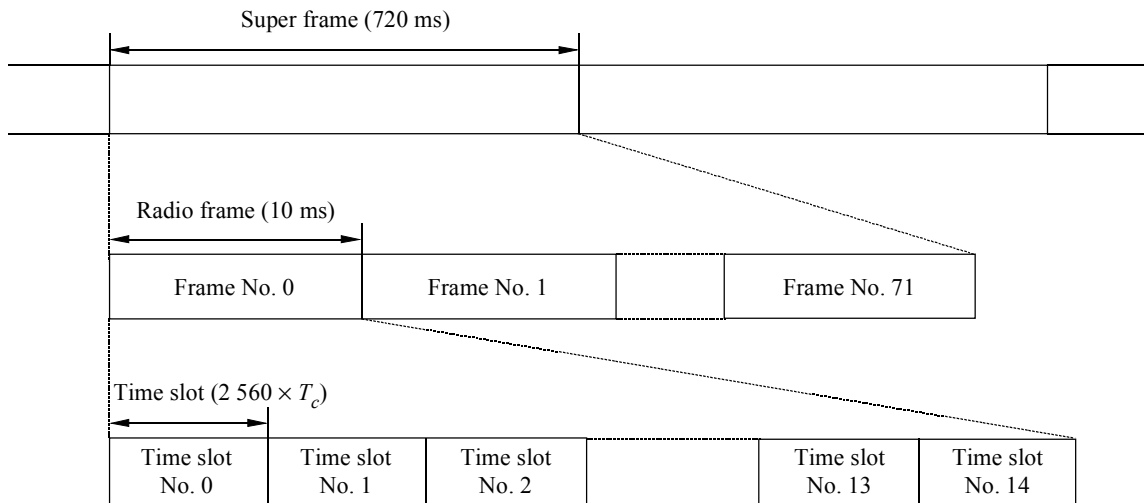 Super frame (720 ms)
Radio frame (10 ms)
Frame No. 0
Frame No. 1
Frame No. 71
Time slot (2 560 × T_c)
Time slot
No. 0
Time slot
No. 1
Time slot
No. 2
Time slot
No. 13
Time slot
No. 14